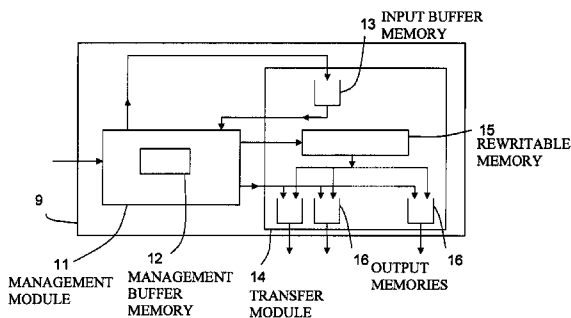 13 INPUT BUFFER
MEMORY
15
REWRITABLE
MEMORY
9
11
MANAGEMENT
MODULE
12
MANAGEMENT
BUFFER
MEMORY
14
TRANSFER
MODULE
16
OUTPUT
MEMORIES
16